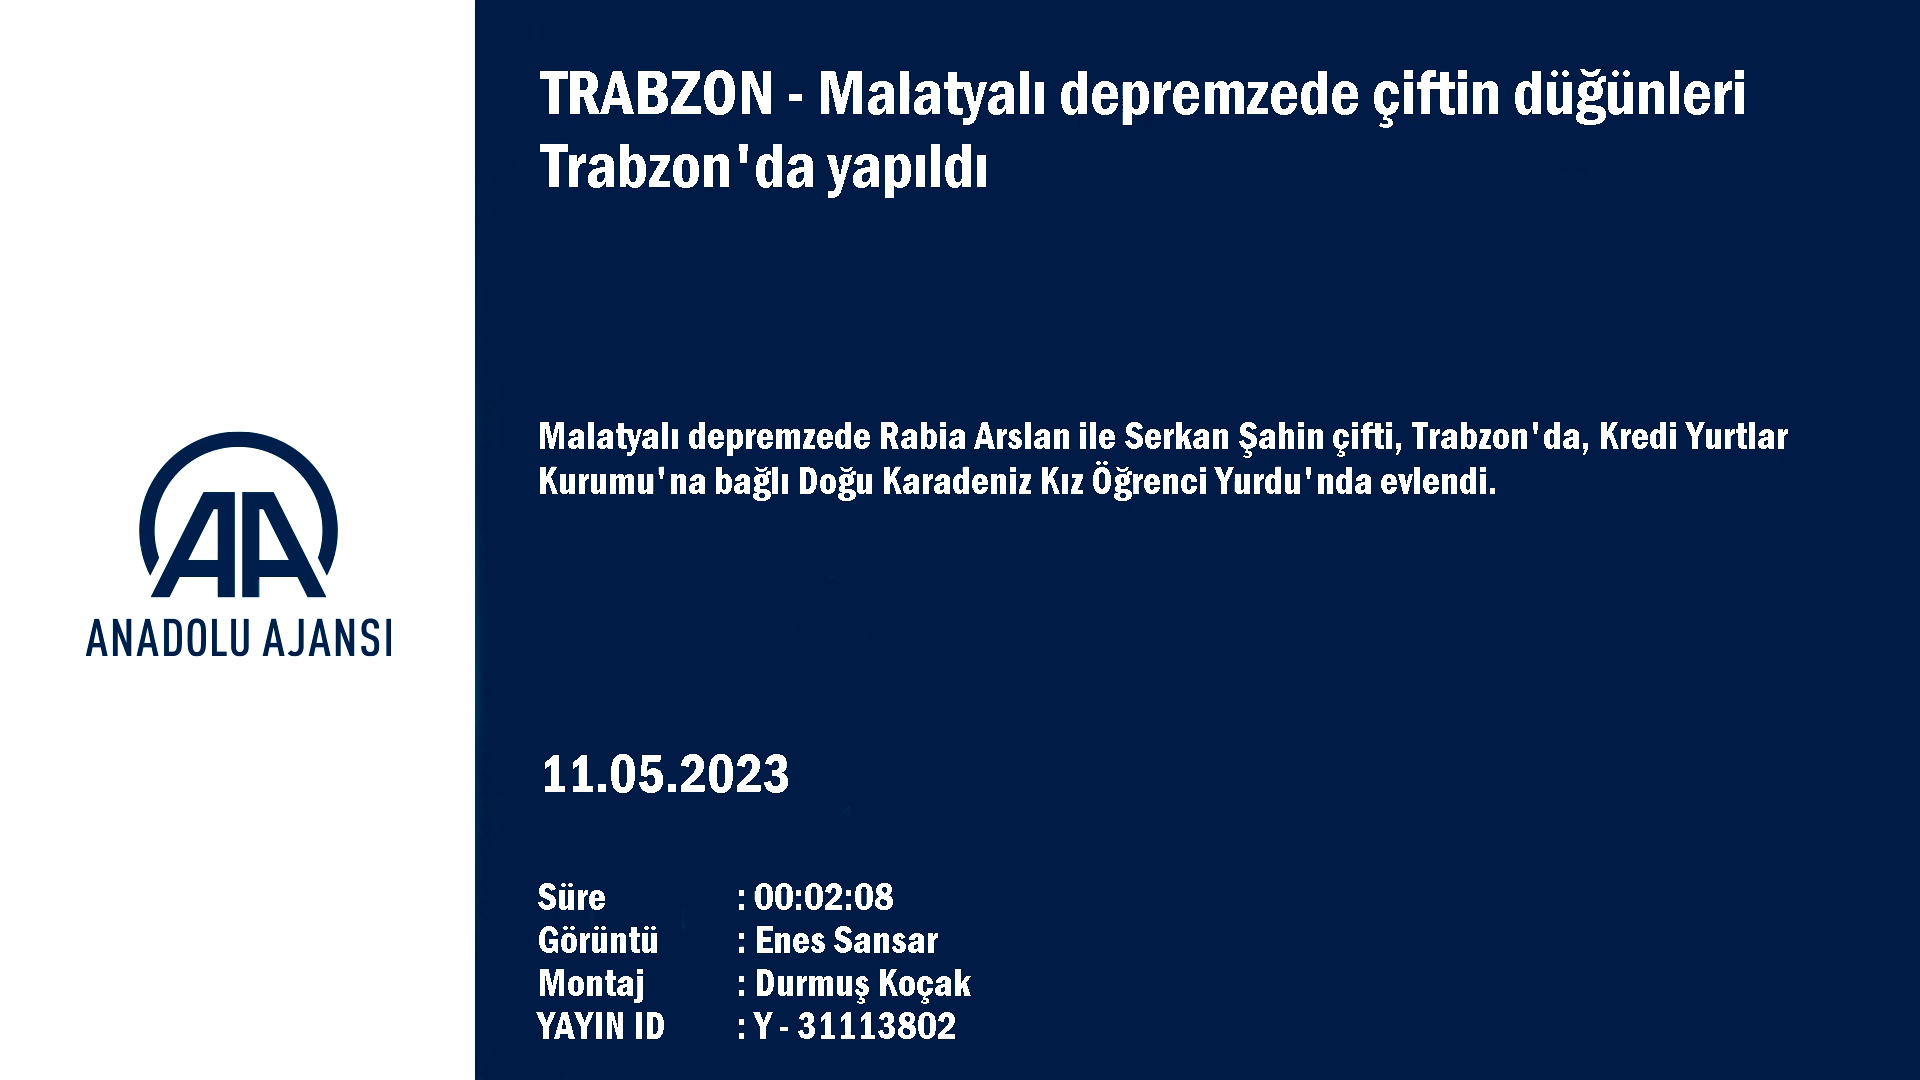 TRABZON - Malatyalı depremzede çiftin düğünleri
Trabzon'da yapıldı
Malatyalı depremzede Rabia Arslan ile Serkan Şahin çifti, Trabzon'da, Kredi Yurtlar
Kurumu'na bağlı Doğu Karadeniz Kız Öğrenci Yurdu'nda evlendi.
AA
ANADOLU AJANSI
11.05.2023
Süre : 00:02:08
Görüntü : Enes Sansar
Montaj : Durmuş Koçak
YAYIN ID : Y - 31113802